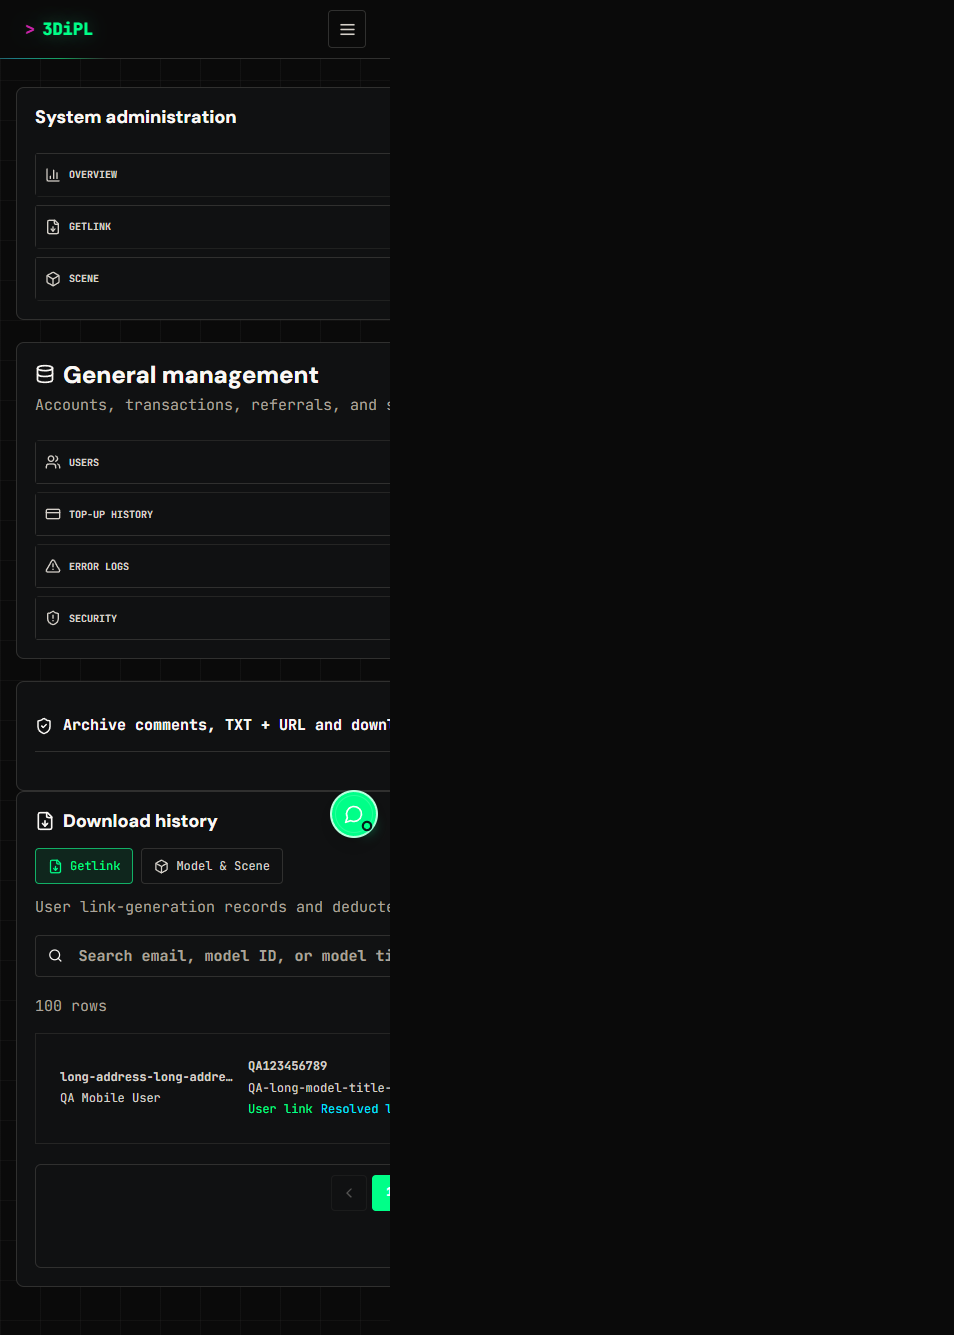 > 3DiPL
System administration
OVERVIEW
GETLINK
SCENE
General management
Accounts, transactions, referrals, and
USERS
TOP-UP HISTORY
ERROR LOGS
SECURITY
Archive comments, TXT + URL and down
Download history
Getlink
Model & Scene
User link-generation records and deducte
Search email, model ID, or model ti
100 rows
long-address-long-addre…
QA Mobile User
QA123456789
QA-long-model-title-
User link Resolved